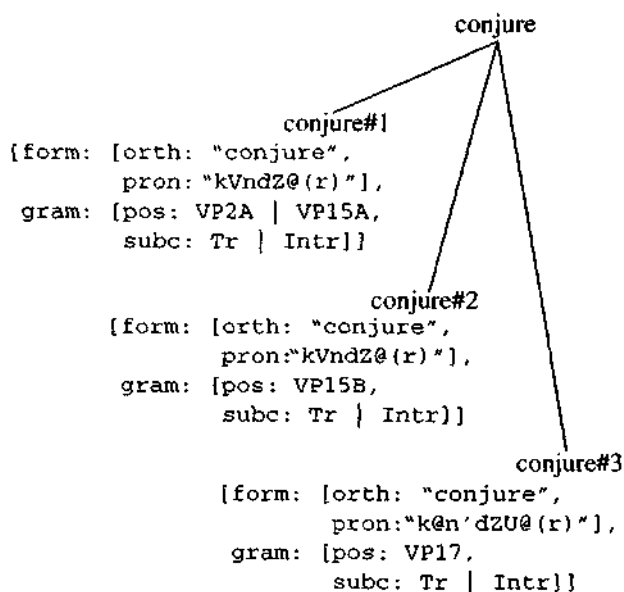 conjure
conjure#1
[form: [orth: "conjure",
pron: "kVndZ@(r)"],
gram: [pos: VP2A | VP15A,
subc: Tr | Intr]]
conjure#2
[form: [orth: "conjure",
pron:"kVndZ@(r)"],
gram: [pos: VP15B,
subc: Tr | Intr]]
conjure#3
[form: [orth: "conjure",
pron:"k@n'dZU@(r)"],
gram: [pos: VP17,
subc: Tr | Intr]]